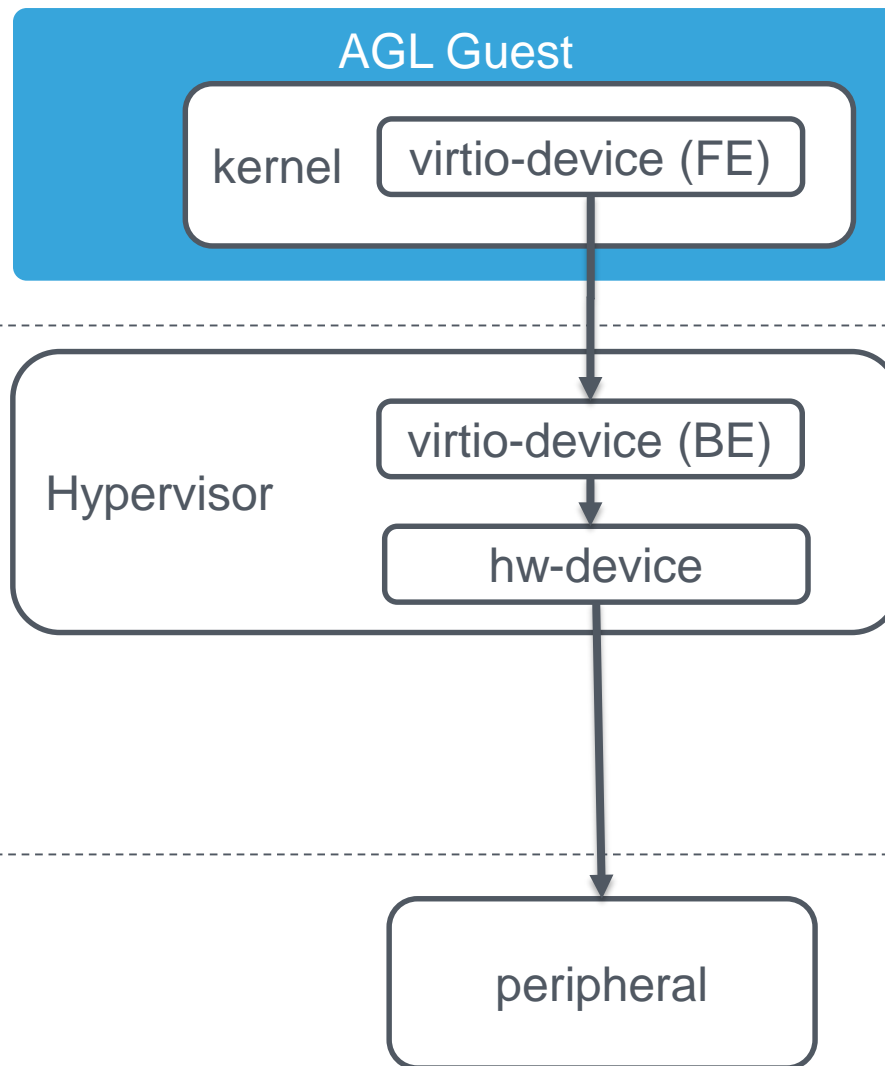 AGL Guest
kernel
virtio-device (FE)
virtio-device (BE)
Hypervisor
hw-device
peripheral